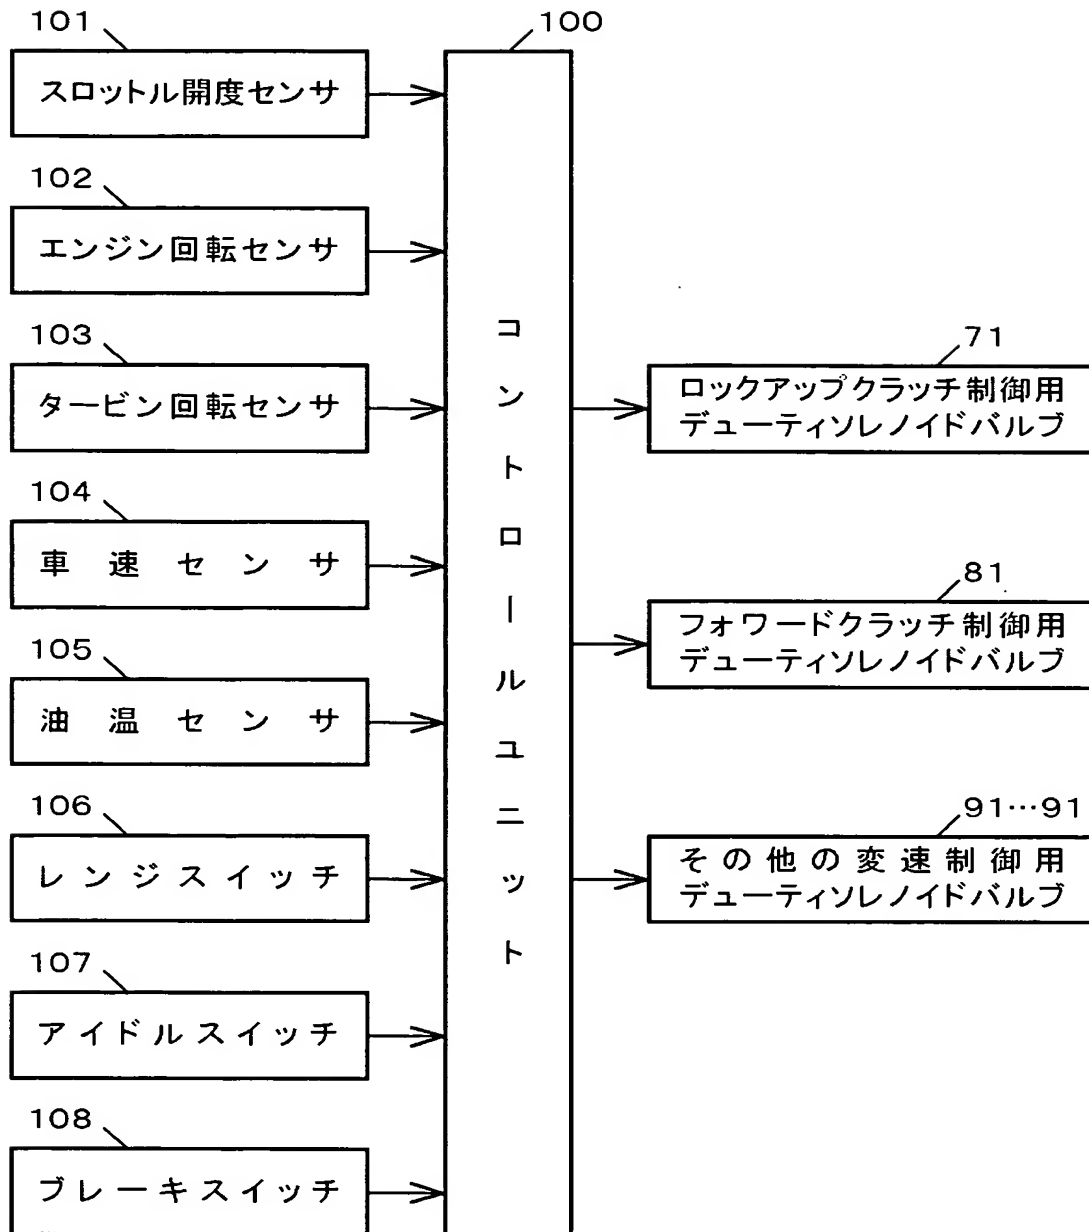 101
スロットル開度センサ
102
エンジン回転センサ
103
タービン回転センサ
104
車速センサ
105
油温センサ
106
レンジスイッチ
107
アイドルスイッチ
108
ブレーキスイッチ
100
コントロールユニット
71
ロックアップクラッチ制御用
デューティソレノイドバルブ
81
フォワードクラッチ制御用
デューティソレノイドバルブ
91…91
その他の変速制御用
デューティソレノイドバルブ